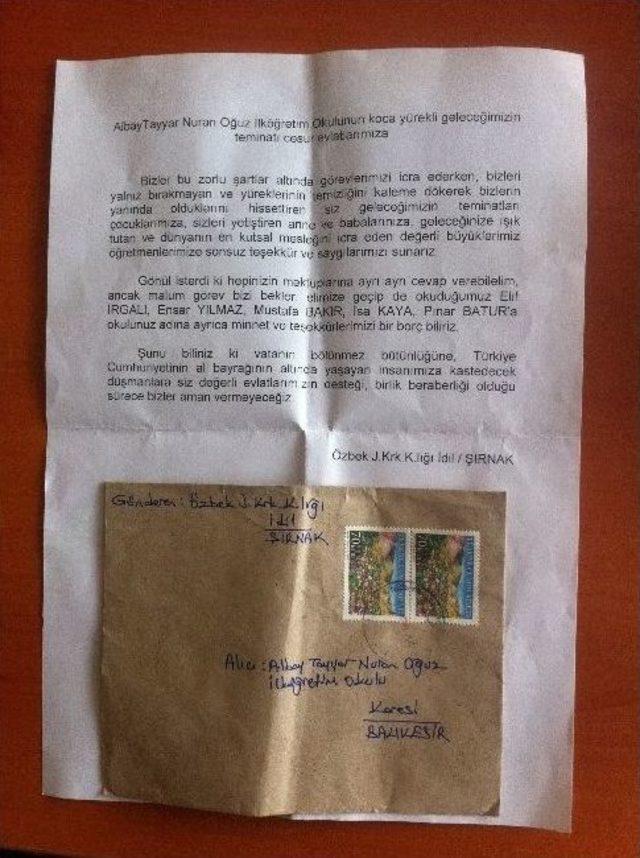 AlbayTayyar Nuran Oğuz İlköğretim Okulunun koca yürekli geleceğimizin
teminatı cesur evlatlarımıza
Bizler bu zorlu şartlar altında görevlerimizi icra ederken, bizleri
yalnız bırakmayan ve yüreklerinin temizliğini kaleme dökerek bizlerin
yanında olduklarını hissettiren siz geleceğimizin teminatları
çocuklarımıza, sizleri yetiştiren anne ve babalarınıza, geleceğinize ışık
tutan ve dünyanın en kutsal mesleğini icra eden değerli büyüklerimiz
öğretmenlerimize sonsuz teşekkür ve saygılarımızı sunarız.
Gönül isterdi ki hepinizin mektuplarına ayrı ayrı cevap verebilelim,
ancak malum görev bizi bekler, elimize geçip de okuduğumuz Elif
IRGALI, Ensar YILMAZ, Mustafa BAKIR, İsa KAYA, Pınar BATUR'a
okulunuz adına ayrıca minnet ve teşekkürlerimizi bir borç biliriz.
Şunu biliniz ki vatanın bölünmez bütünlüğüne, Türkiye
Cumhuriyetinin al bayrağının altında yaşayan insanımıza kastedecek
düşmanlara siz değerli evlatlarımızın desteği, birlik beraberliği olduğu
sürece bizler aman vermeyeceğiz.
Özbek J.Krk.K.lığı İdil / ŞIRNAK
Gönderen : Özbek J. Krk. K.lığı
İdil
ŞIRNAK
Alıcı : Albay Tayyar Nuran Oğuz
İlköğretim Okulu
Karesi
BALIKESİR